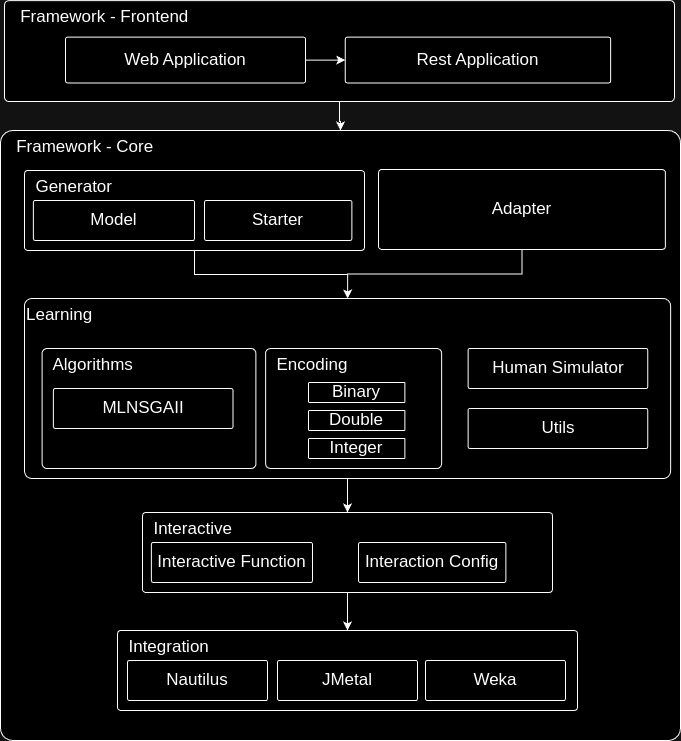 Framework - Frontend
Web Application
Rest Application
Framework - Core
Generator
Model
Starter
Adapter
Learning
Algorithms
MLNSGAII
Encoding
Binary
Double
Integer
Human Simulator
Utils
Interactive
Interactive Function
Interaction Config
Integration
Nautilus
JMetal
Weka